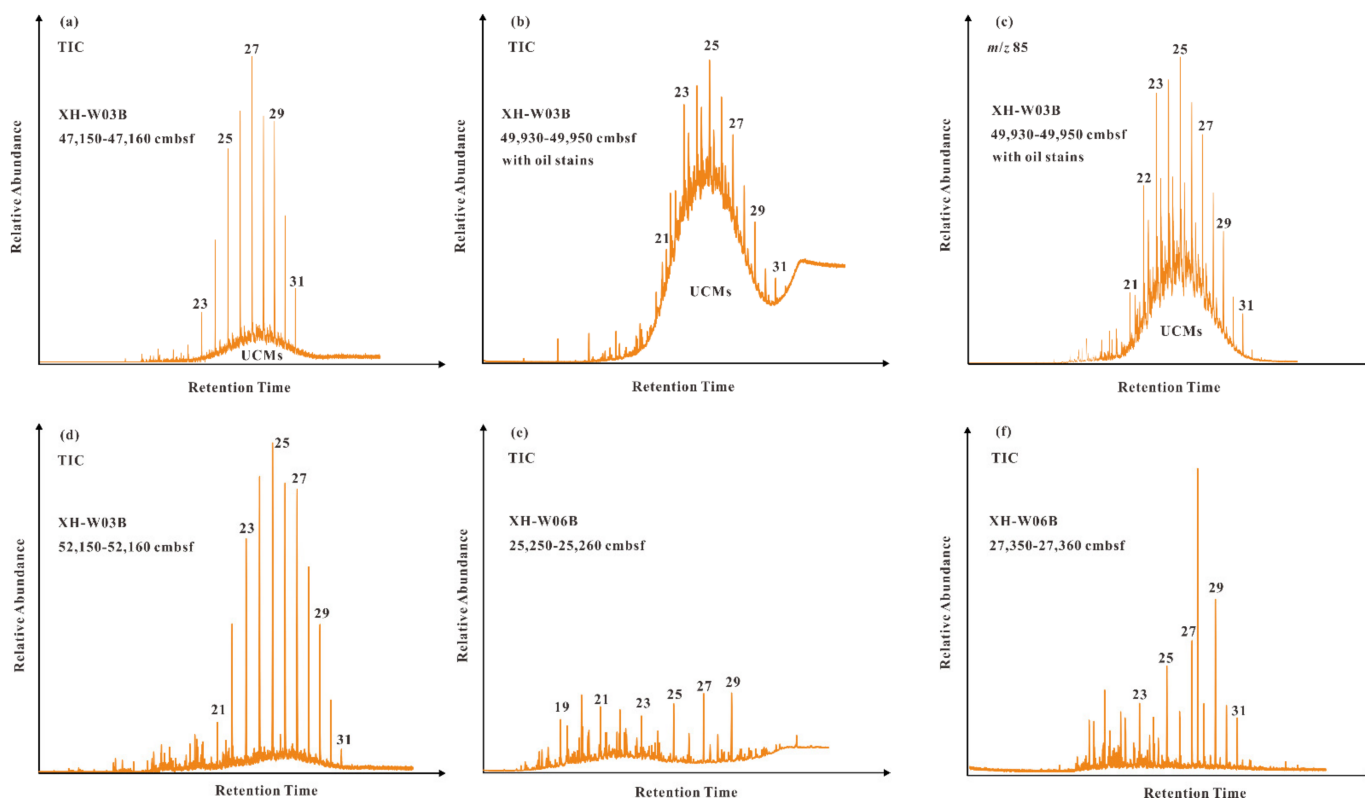 (a)
TIC
27
XH-W03B
47,150-47,160 cmbsf
29
25
23
31
UCMs
Relative Abundance
Retention Time
(b)
TIC
25
23
XH-W03B
49,930-49,950 cmbsf
with oil stains
27
29
21
31
UCMs
Relative Abundance
Retention Time
(c)
m/z 85
25
23
XH-W03B
49,930-49,950 cmbsf
with oil stains
27
22
29
21
31
UCMs
Relative Abundance
Retention Time
(d)
TIC
25
27
XH-W03B
52,150-52,160 cmbsf
23
29
21
31
Relative Abundance
Retention Time
(e)
TIC
XH-W06B
25,250-25,260 cmbsf
19
21
23
25
27
29
Relative Abundance
Retention Time
(f)
TIC
XH-W06B
27,350-27,360 cmbsf
29
27
25
23
31
Relative Abundance
Retention Time